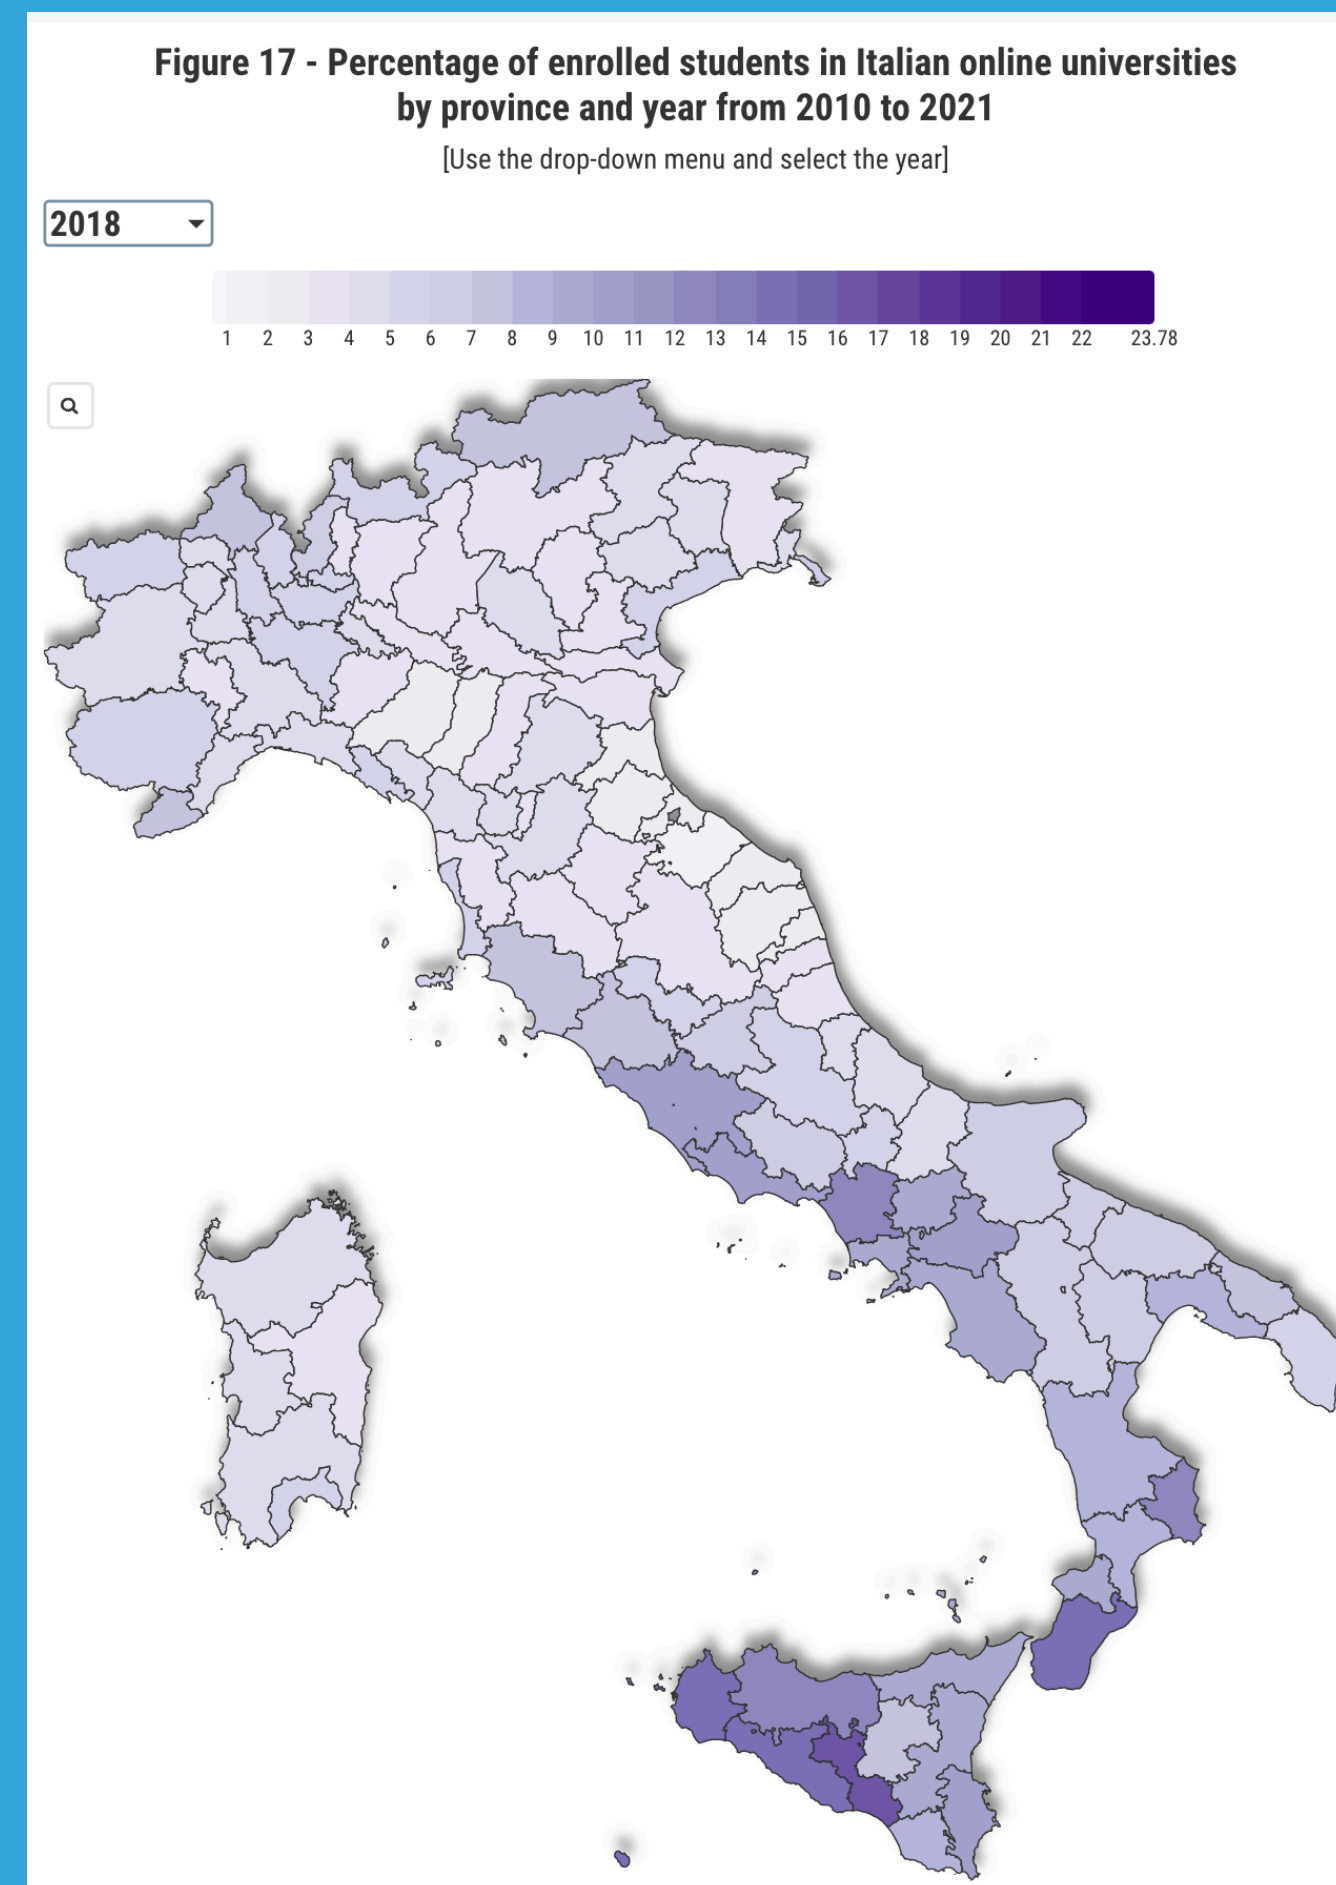 Figure 17 - Percentage of enrolled students in Italian online universities
by province and year from 2010 to 2021
[Use the drop-down menu and select the year]
2018
1 2 3 4 5 6 7 8 9 10 11 12 13 14 15 16 17 18 19 20 21 22 23.78